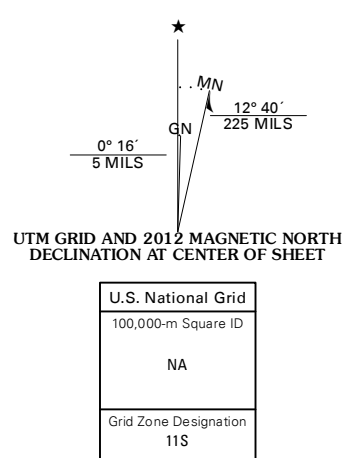 ★
MN
GN
12° 40´
225 MILS
0° 16´
5 MILS
UTM GRID AND 2012 MAGNETIC NORTH
DECLINATION AT CENTER OF SHEET
U.S. National Grid
100,000-m Square ID
NA
Grid Zone Designation
11S